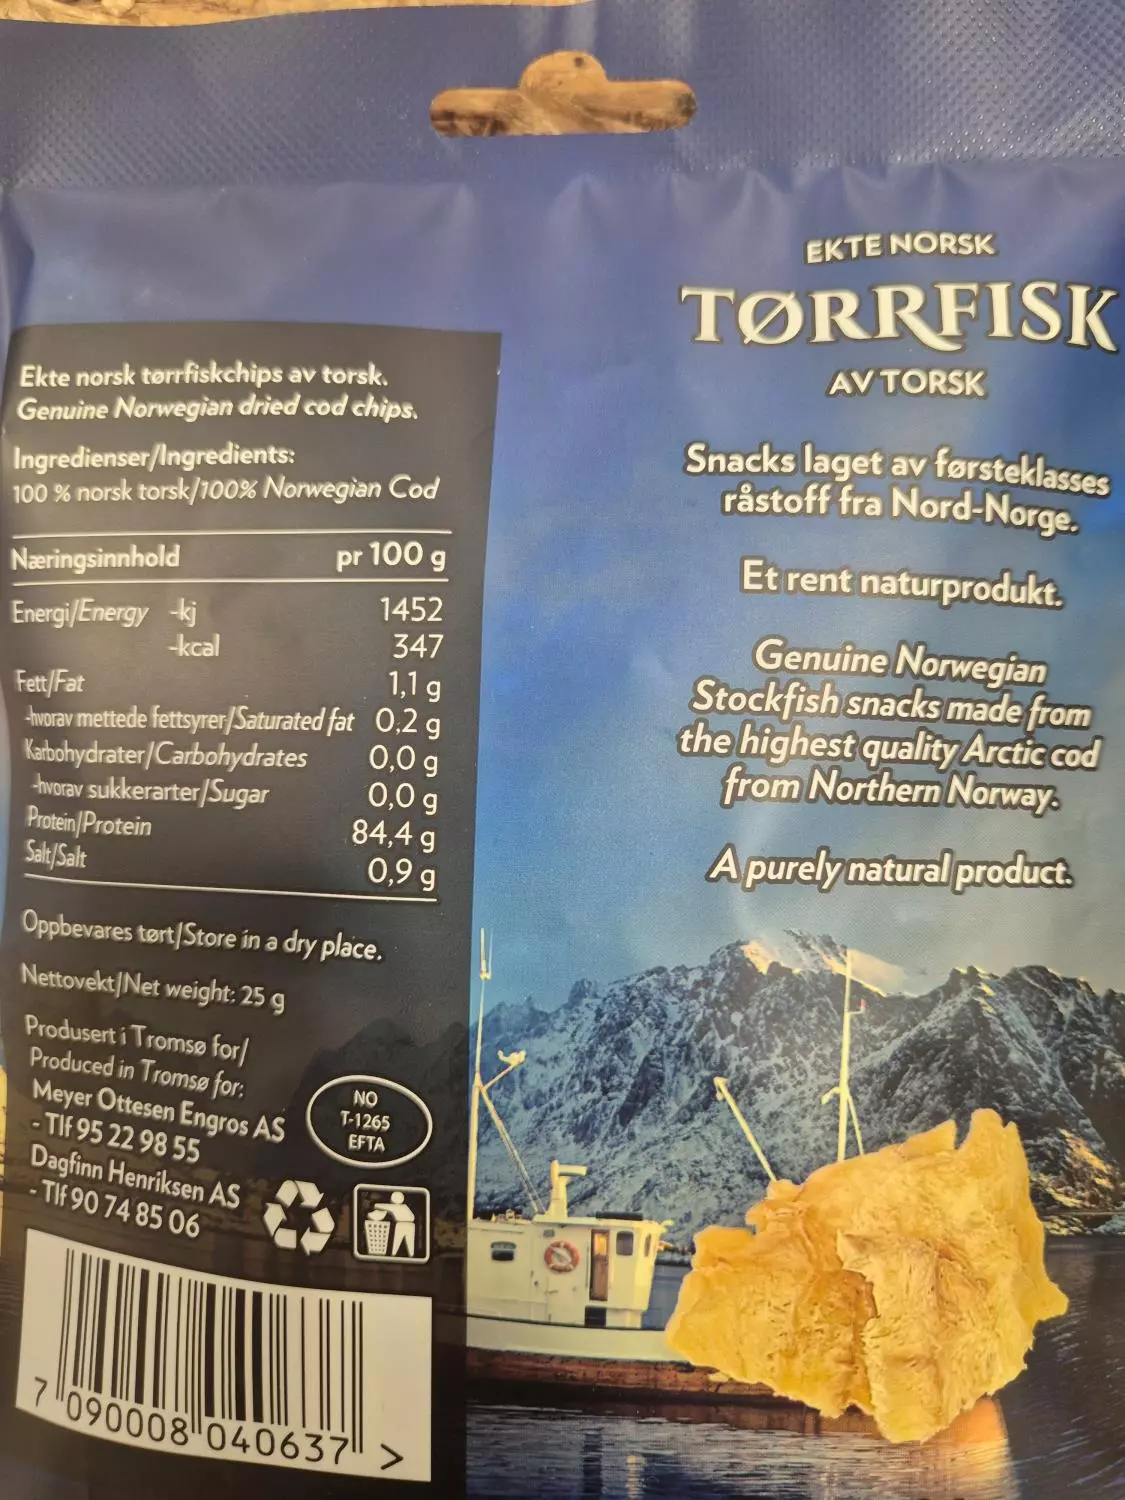 Ekte norsk tørrfiskchips av torsk.
Genuine Norwegian dried cod chips.
Ingredienser/Ingredients:
100 % norsk torsk/100% Norwegian Cod
Næringsinnhold pr 100 g
Energi/Energy -kj 1452
-kcal 347
Fett/Fat 1,1 g
-hvorav mettede fettsyrer/Saturated fat 0,2 g
Karbohydrater/Carbohydrates 0,0 g
-hvorav sukkerarter/Sugar 0,0 g
Protein/Protein 84,4 g
Salt/Salt 0,9 g
Oppbevares tørt/Store in a dry place.
Nettovekt/Net weight: 25 g
Produsert i Tromsø for/
Produced in Tromsø for:
Meyer Ottesen Engros AS
- Tlf 95 22 98 55
Dagfinn Henriksen AS
- Tlf 90 74 85 06
NO
T-1265
EFTA
7 090008 040637 >
EKTE NORSK
TØRRFISK
AV TORSK
Snacks laget av førsteklasses
råstoff fra Nord-Norge.
Et rent naturprodukt.
Genuine Norwegian
Stockfish snacks made from
the highest quality Arctic cod
from Northern Norway.
A purely natural product.